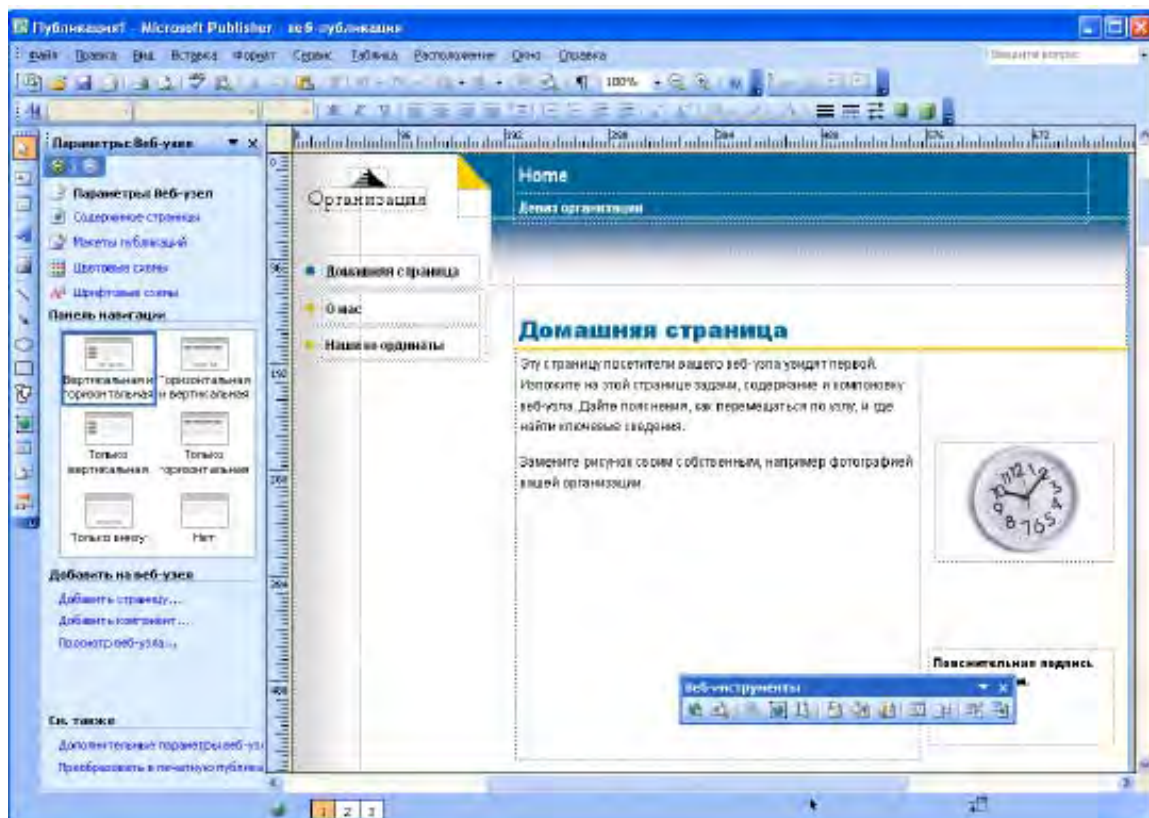 Публикация1 - Microsoft Publisher - веб-публикация
Файл Правка Вид Вставка Формат Сервис Таблица Расположение Окно Справка
Введите вопрос
100%
Параметры: Веб-узел
Параметры Веб-узел
Содержимое страницы
Макеты публикаций
Цветовые схемы
Шрифтовые схемы
Панель навигации
Вертикальная и горизонтальная
Горизонтальная и вертикальная
Только вертикальная
Только горизонтальная
Только внизу
Нет
Добавить на веб-узел
Добавить страницу...
Добавить компонент...
Просмотр веб-узла...
См. также
Дополнительные параметры веб-уз
Преобразовать в печатную публика
Организация
Home
Девиз организации
Домашняя страница
О нас
Наши координаты
Домашняя страница
Эту страницу посетители вашего веб-узла увидят первой.
Изложите на этой странице задачи, содержание и компоновку
веб-узла. Дайте пояснения, как перемещаться по узлу, и где
найти ключевые сведения.
Замените рисунок своим собственным, например фотографией
вашей организации.
Пояснительная подпись
Веб-инструменты
1 2 3